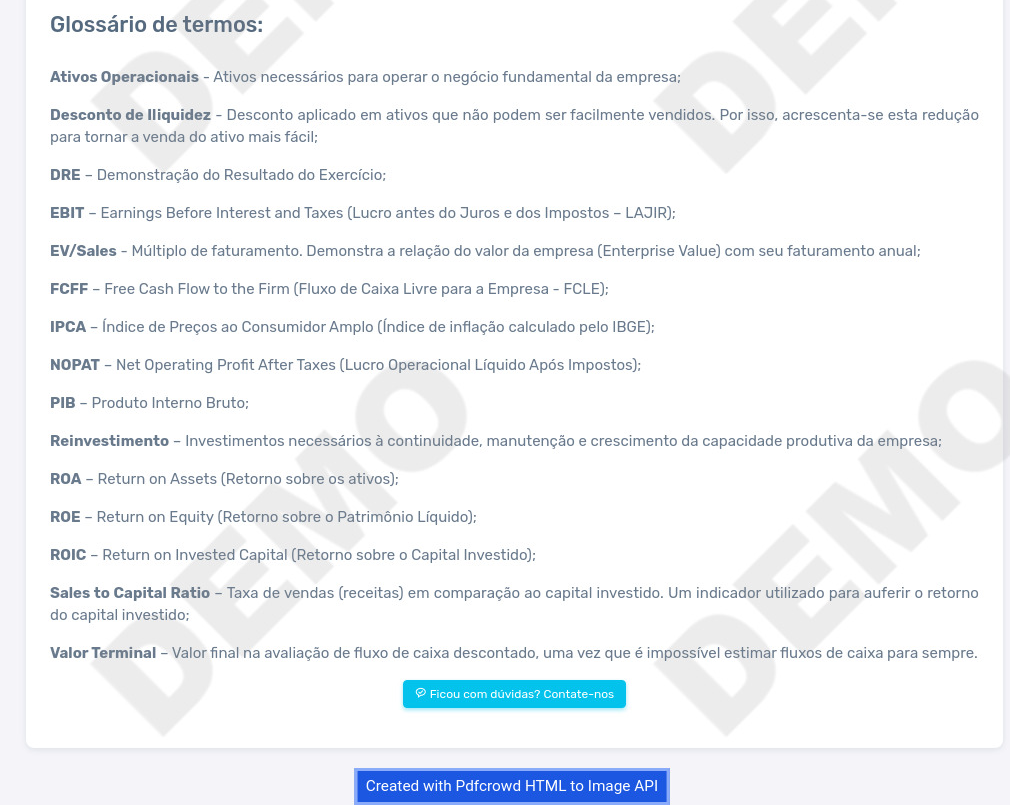 Glossário de termos:
Ativos Operacionais - Ativos necessários para operar o negócio fundamental da empresa;
Desconto de Iliquidez - Desconto aplicado em ativos que não podem ser facilmente vendidos. Por isso, acrescenta-se esta redução
para tornar a venda do ativo mais fácil;
DRE – Demonstração do Resultado do Exercício;
EBIT – Earnings Before Interest and Taxes (Lucro antes do Juros e dos Impostos – LAJIR);
EV/Sales - Múltiplo de faturamento. Demonstra a relação do valor da empresa (Enterprise Value) com seu faturamento anual;
FCFF – Free Cash Flow to the Firm (Fluxo de Caixa Livre para a Empresa - FCLE);
IPCA – Índice de Preços ao Consumidor Amplo (Índice de inflação calculado pelo IBGE);
NOPAT – Net Operating Profit After Taxes (Lucro Operacional Líquido Após Impostos);
PIB – Produto Interno Bruto;
Reinvestimento – Investimentos necessários à continuidade, manutenção e crescimento da capacidade produtiva da empresa;
ROA – Return on Assets (Retorno sobre os ativos);
ROE – Return on Equity (Retorno sobre o Patrimônio Líquido);
ROIC – Return on Invested Capital (Retorno sobre o Capital Investido);
Sales to Capital Ratio – Taxa de vendas (receitas) em comparação ao capital investido. Um indicador utilizado para auferir o retorno
do capital investido;
Valor Terminal – Valor final na avaliação de fluxo de caixa descontado, uma vez que é impossível estimar fluxos de caixa para sempre.
Ficou com dúvidas? Contate-nos
Created with Pdfcrowd HTML to Image API
DEMO
DEMO
DEMO
DEMO